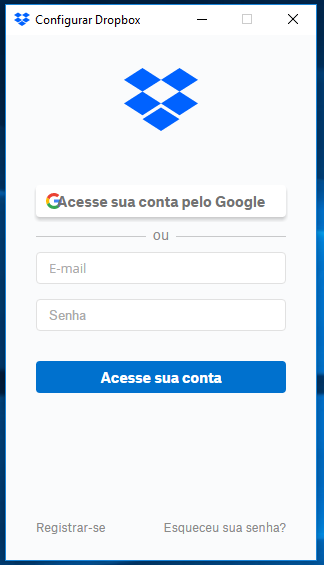 Configurar Dropbox
Acesse sua conta pelo Google
ou
E-mail
Senha
Acesse sua conta
Registrar-se
Esqueceu sua senha?